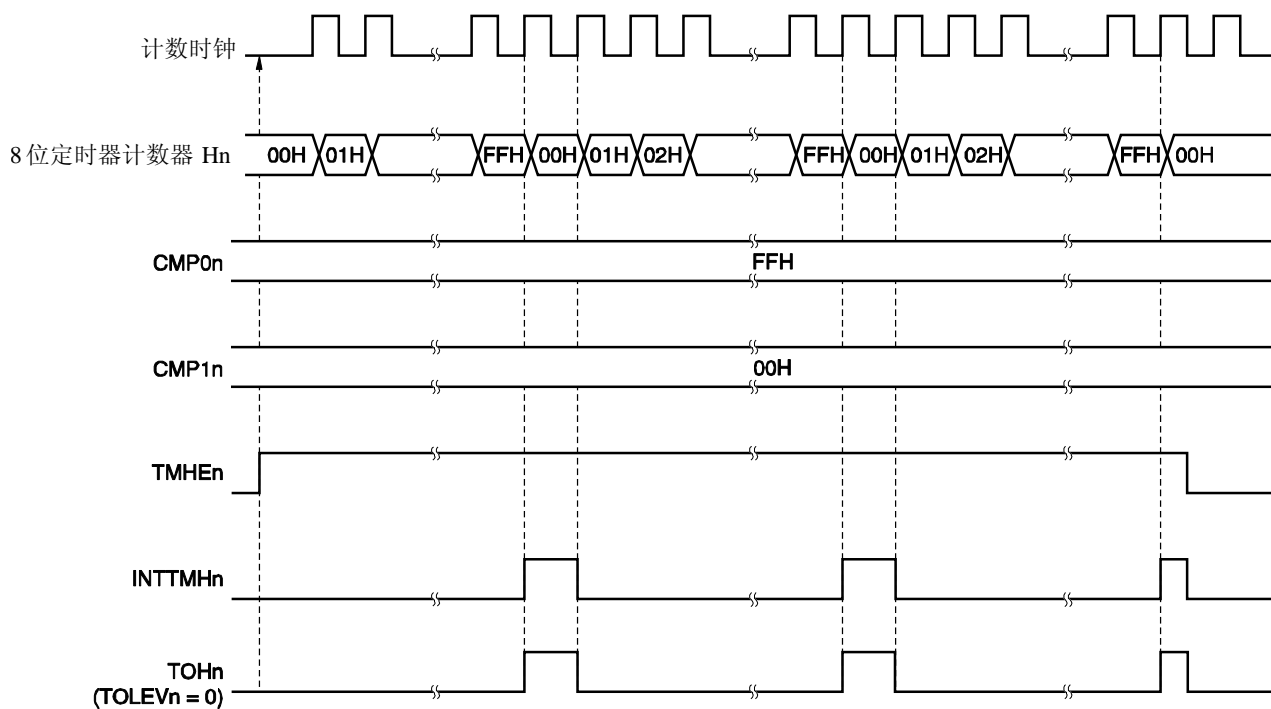 计数时钟
8位定时器计数器 Hn 00H 01H FFH 00H 01H 02H FFH 00H 01H 02H FFH 00H
CMP0n FFH
CMP1n 00H
TMHEn
INTTMHn
TOHn
(TOLEVn = 0)